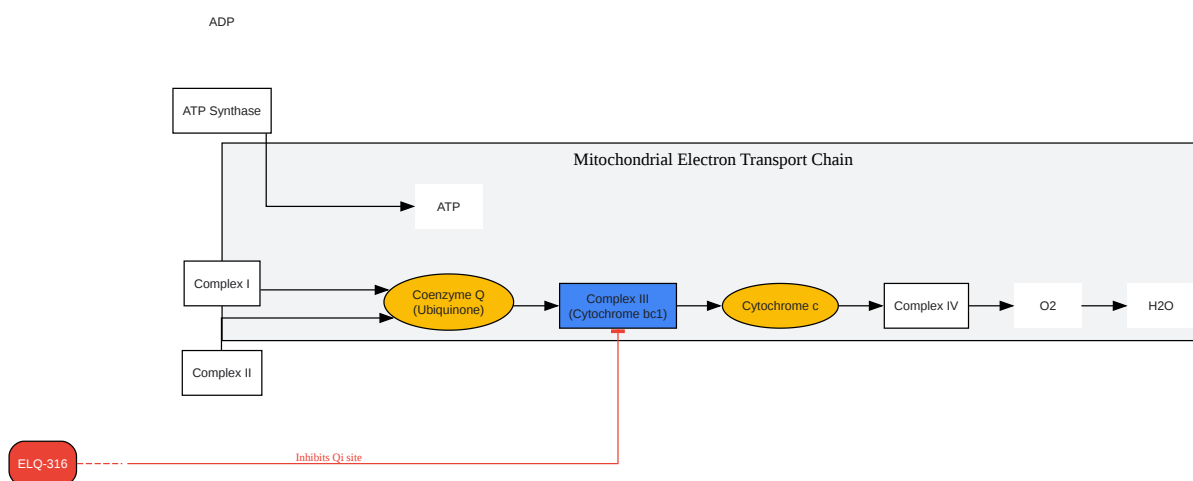 ADP
ATP Synthase
Mitochondrial Electron Transport Chain
ATP
Complex I
Coenzyme Q
(Ubiquinone)
Complex III
(Cytochrome bc1)
Cytochrome c
Complex IV
O2
H2O
Complex II
Inhibits Qi site
ELQ-316